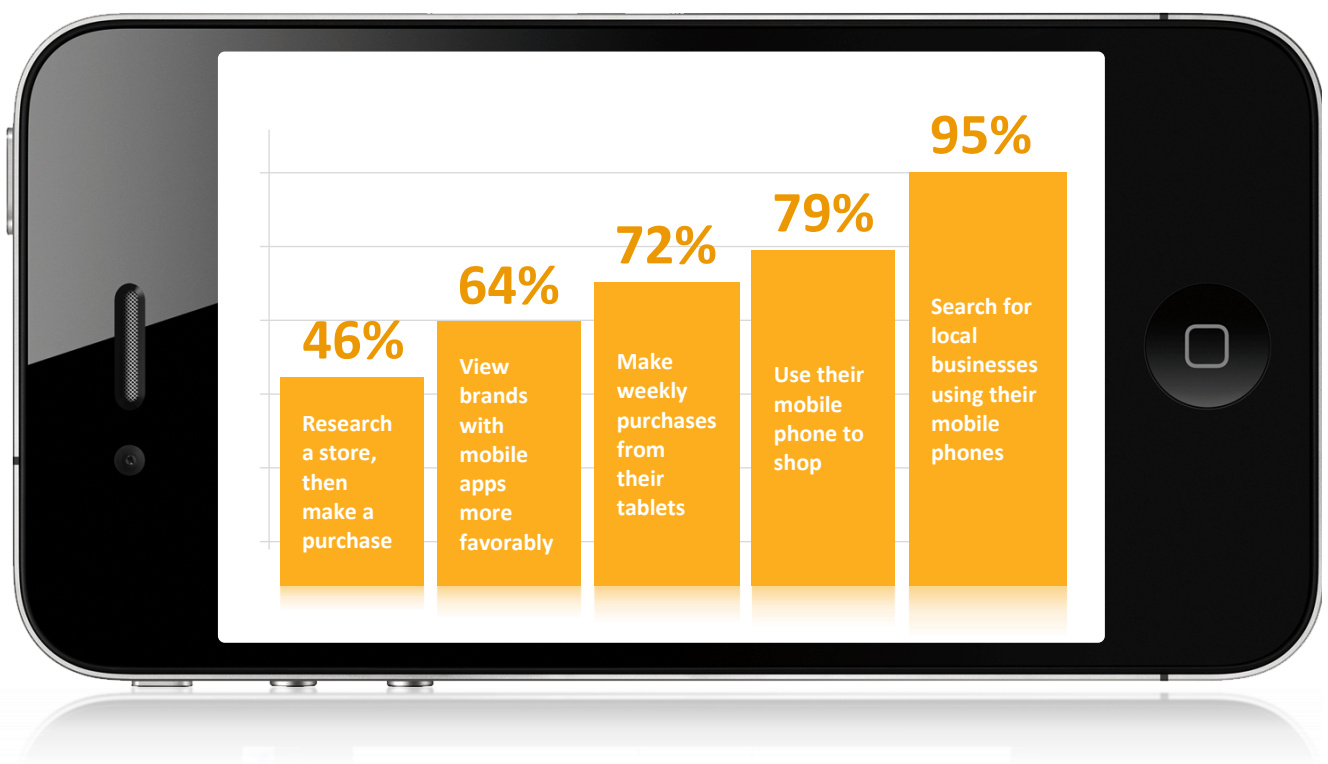 46%
Research
a store,
then
make a
purchase
64%
View
brands
with
mobile
apps
more
favorably
72%
Make
weekly
purchases
from
their
tablets
79%
Use their
mobile
phone to
shop
95%
Search for
local
businesses
using their
mobile
phones